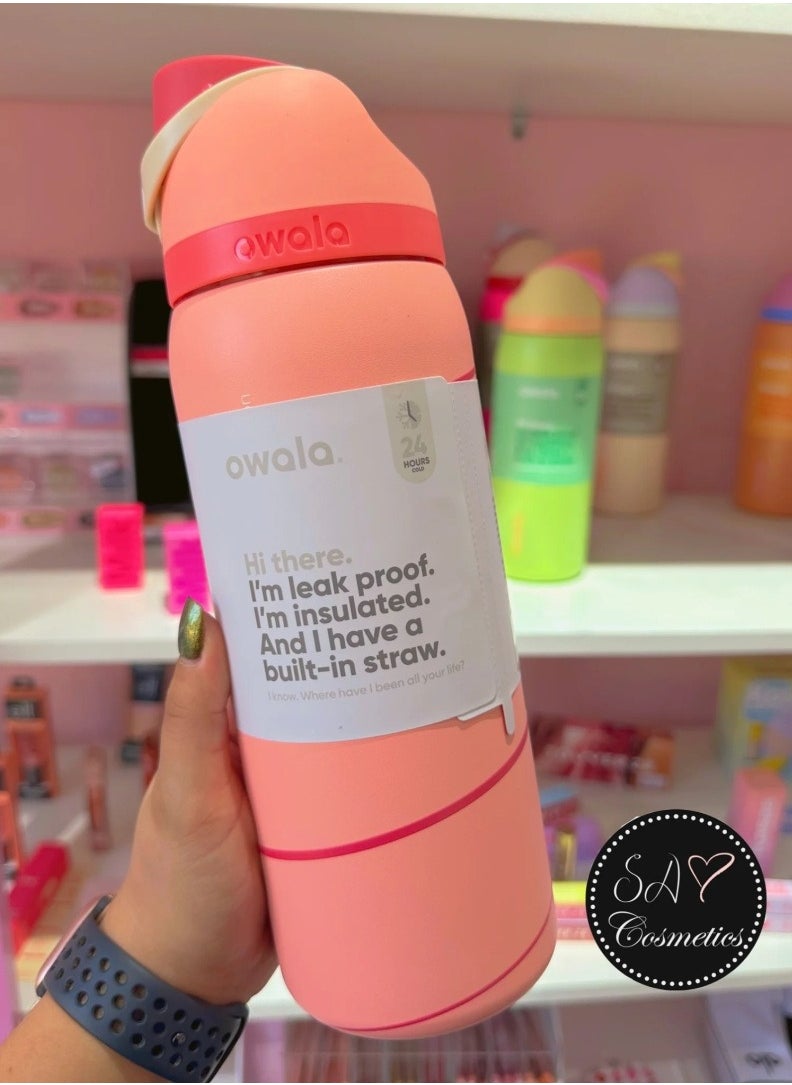 owala
owala.
24
HOURS
COLD
Hi there.
I'm leak proof.
I'm insulated.
And I have a
built-in straw.
I know. Where have I been all your life?
SA
Cosmetics